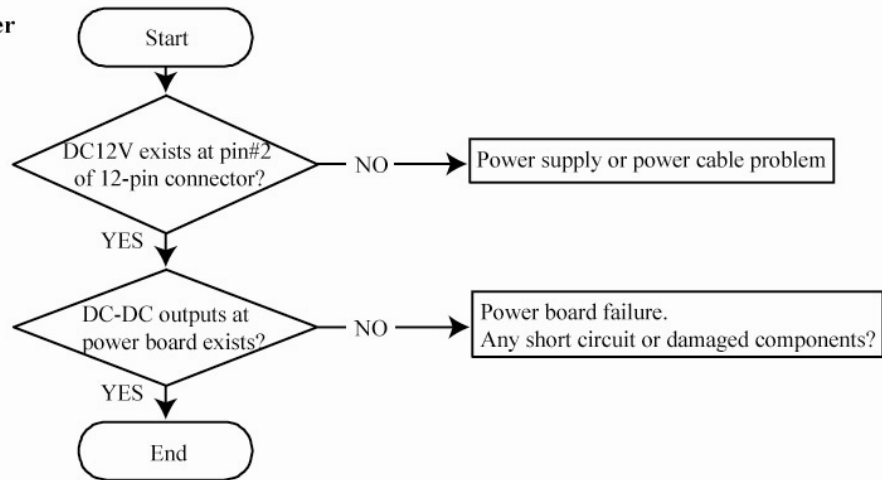 Start
DC12V exists at pin#2
of 12-pin connector?
NO
Power supply or power cable problem
YES
DC-DC outputs at
power board exists?
NO
Power board failure.
Any short circuit or damaged components?
YES
End